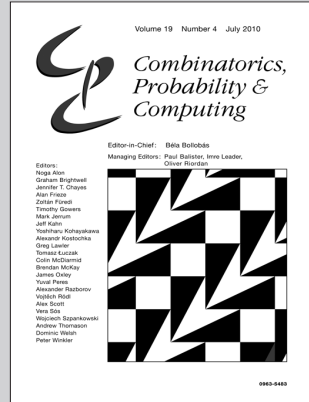 Volume 19 Number 4 July 2010
Combinatorics,
Probability &
Computing
Editor-in-Chief: Béla Bollobás
Managing Editors: Paul Balister, Imre Leader,
Oliver Riordan
Editors:
Noga Alon
Graham Brightwell
Jennifer T. Chayes
Alan Frieze
Zoltán Füredi
Timothy Gowers
Mark Jerrum
Jeff Kahn
Yoshiharu Kohayakawa
Alexandr Kostochka
Greg Lawler
Tomasz Łuczak
Colin McDiarmid
Brendan McKay
James Oxley
Yuval Peres
Alexander Razborov
Vojtěch Rödl
Alex Scott
Vera Sós
Wojciech Szpankowski
Andrew Thomason
Dominic Welsh
Peter Winkler
0963-5483